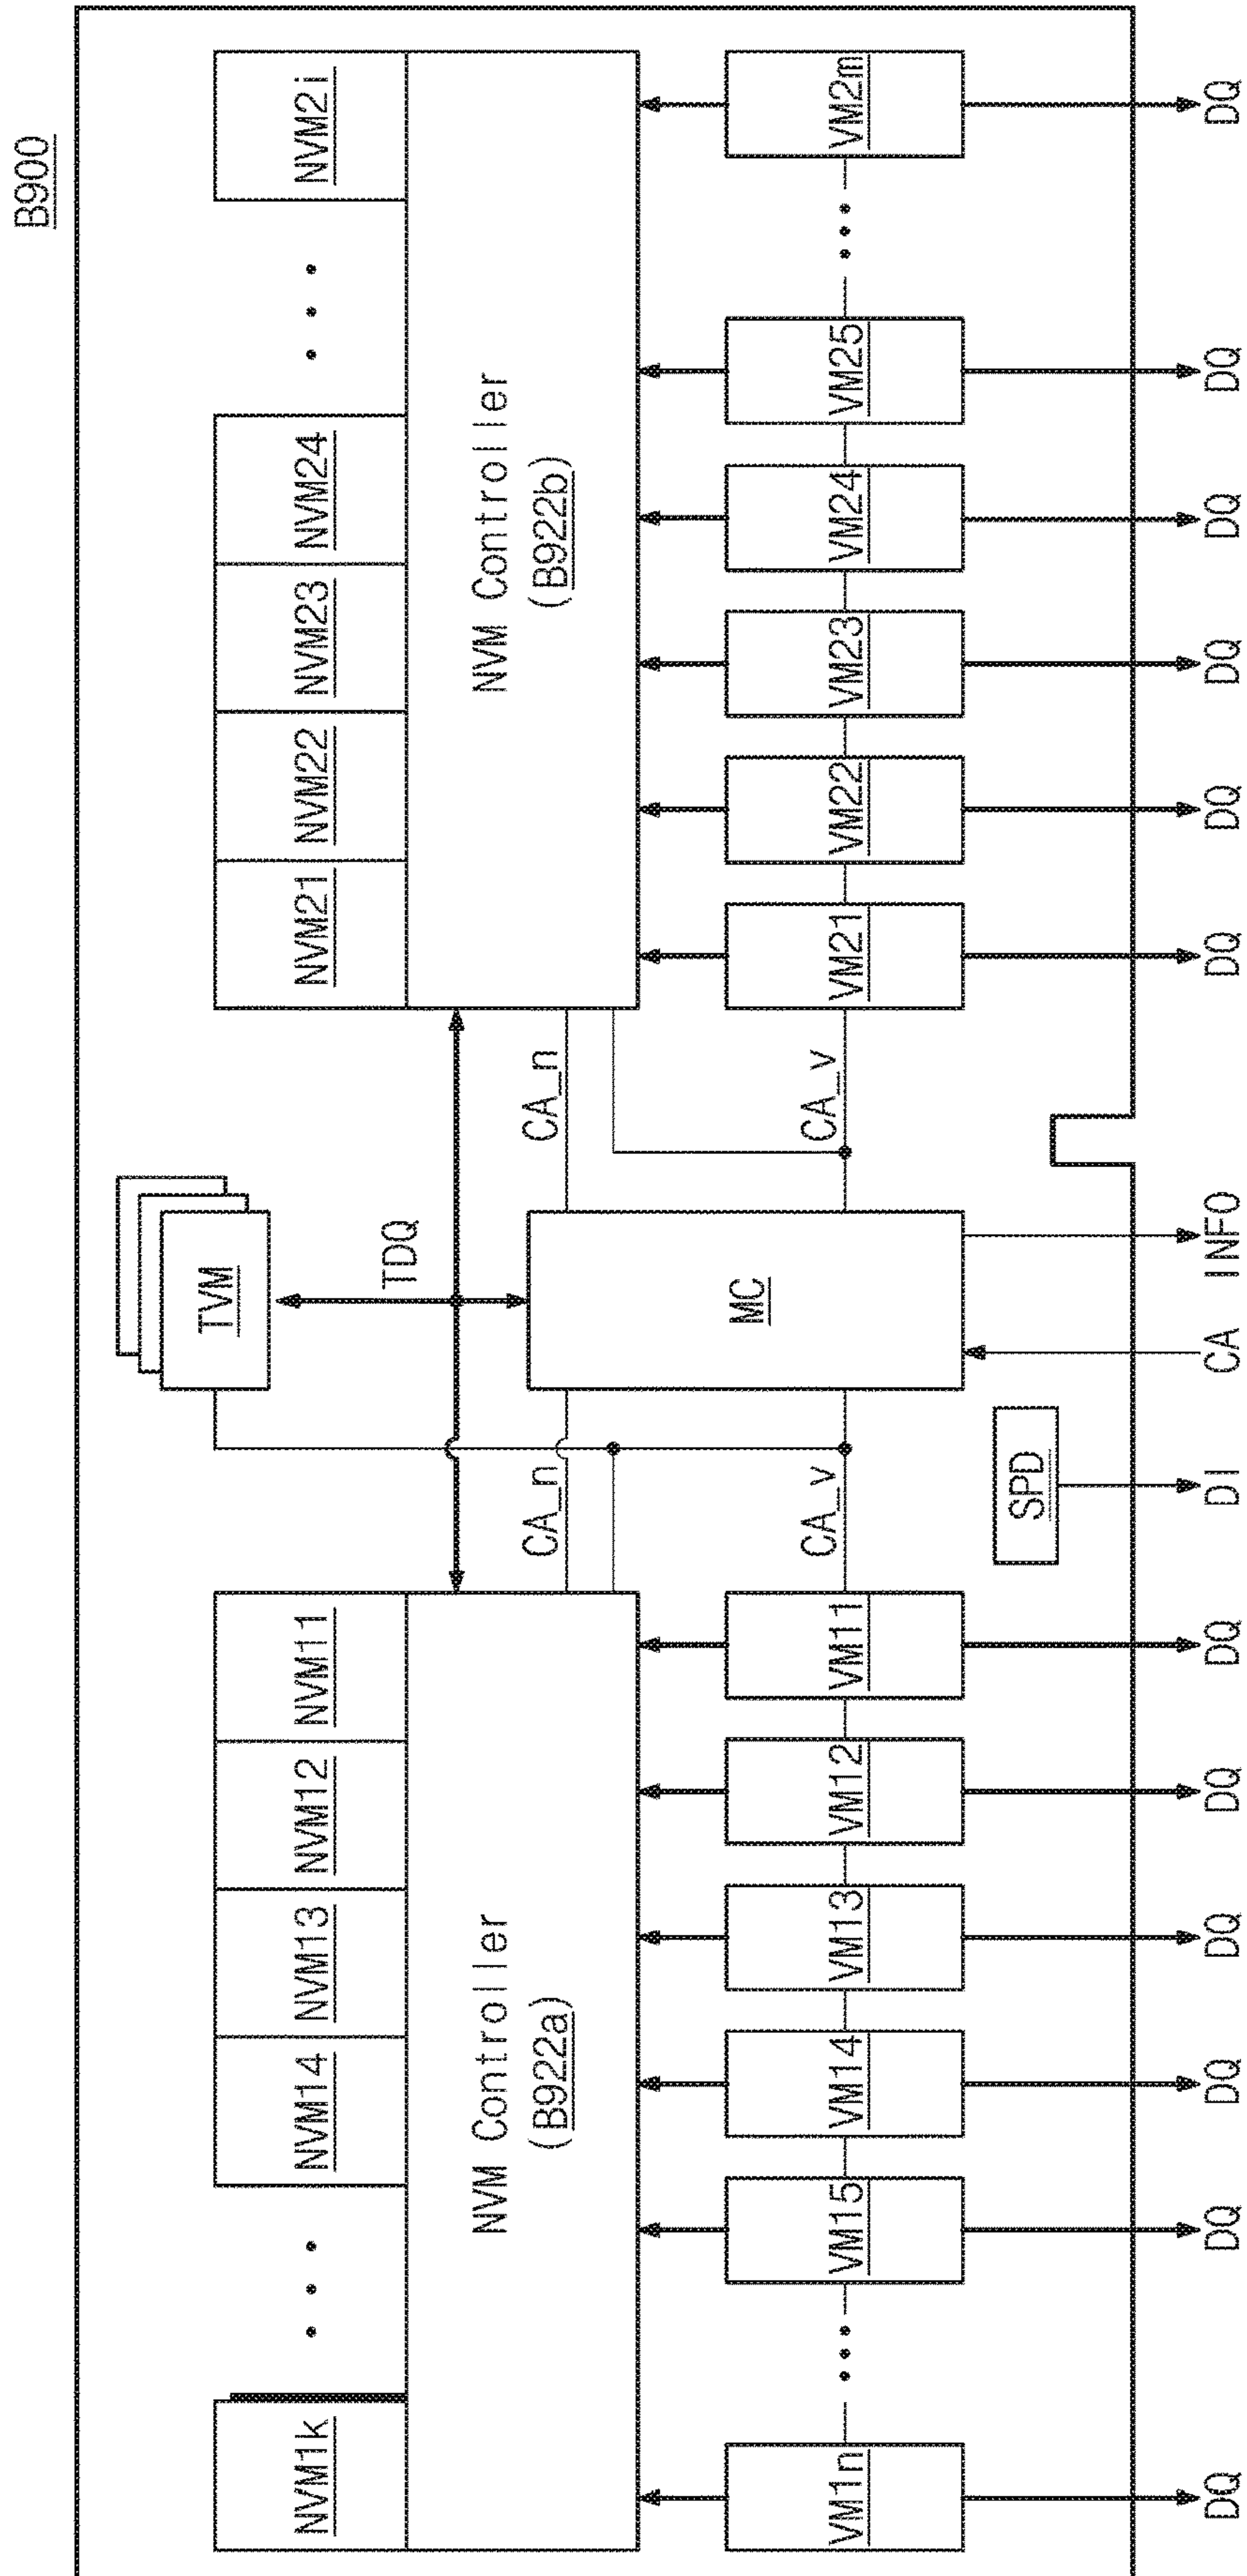 B900
NVM1k
NVM14
NVM13
NVM12
NVM11
TVM
NVM21
NVM22
NVM23
NVM24
NVM2i
TDQ
NVM Controller
(B922a)
NVM Controller
(B922b)
CA_n
CA_n
MC
CA_v
CA_v
VM1n
VM15
VM14
VM13
VM12
VM11
VM21
VM22
VM23
VM24
VM25
VM2m
SPD
DQ
DQ
DQ
DQ
DQ
DQ
DI
CA
INFO
DQ
DQ
DQ
DQ
DQ
DQ